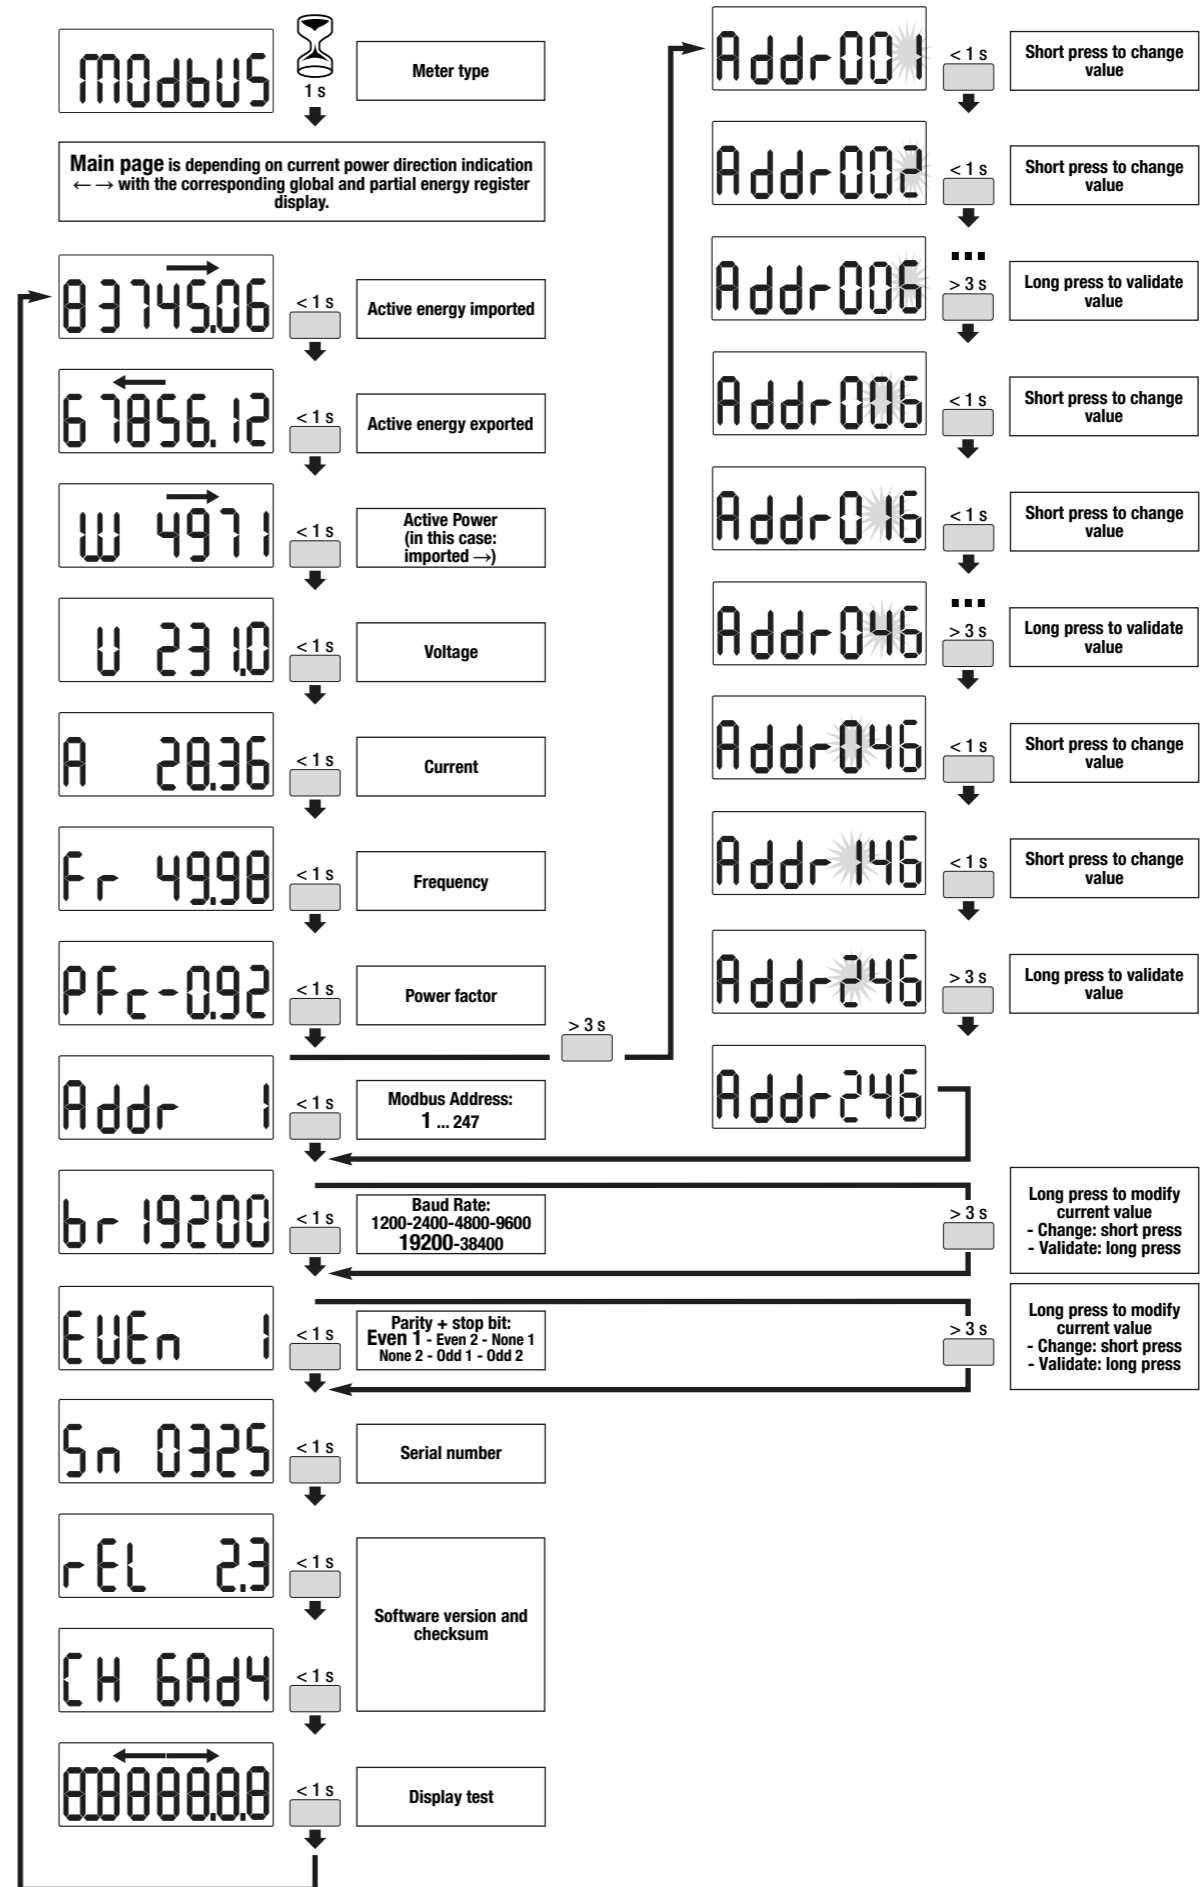 MOdbUS
1 s
Meter type
Main page is depending on current power direction indication
← → with the corresponding global and partial energy register
display.
→
83745.06
< 1 s
Active energy imported
←
67856.12
< 1 s
Active energy exported
→
W 4971
< 1 s
Active Power
(in this case:
imported →)
U 231.0
< 1 s
Voltage
A 28.36
< 1 s
Current
Fr 49.98
< 1 s
Frequency
PFc-0.92
< 1 s
Power factor
> 3 s
Addr 1
< 1 s
Modbus Address:
1 ... 247
br 19200
< 1 s
Baud Rate:
1200-2400-4800-9600
19200-38400
> 3 s
Long press to modify
current value
- Change: short press
- Validate: long press
EUEn 1
< 1 s
Parity + stop bit:
Even 1 - Even 2 - None 1
None 2 - Odd 1 - Odd 2
> 3 s
Long press to modify
current value
- Change: short press
- Validate: long press
Sn 0325
< 1 s
Serial number
rEL 2.3
< 1 s
Software version and
checksum
CH 6Ad4
< 1 s
← →
8.8.8.8.8.8.8.8
< 1 s
Display test
Addr001
< 1 s
Short press to change
value
Addr002
< 1 s
Short press to change
value
Addr006
...
> 3 s
Long press to validate
value
Addr006
< 1 s
Short press to change
value
Addr016
< 1 s
Short press to change
value
Addr046
...
> 3 s
Long press to validate
value
Addr046
< 1 s
Short press to change
value
Addr146
< 1 s
Short press to change
value
Addr246
> 3 s
Long press to validate
value
Addr246